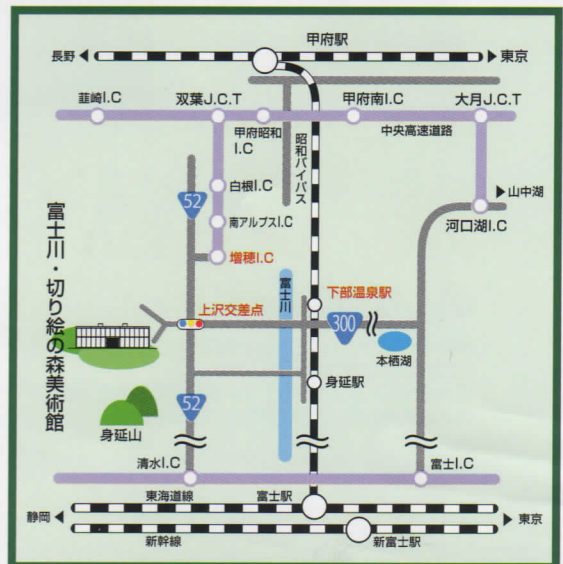 甲府駅
長野
東京
韮崎I.C
双葉J.C.T
甲府南I.C
大月J.C.T
甲府昭和
I.C
中央高速道路
昭和バイパス
白根I.C
52
山中湖
南アルプスI.C
河口湖I.C
増穂I.C
富士川・切り絵の森美術館
上沢交差点
富士川
下部温泉駅
300
本栖湖
身延駅
52
身延山
清水I.C
富士I.C
東海道線
富士駅
静岡
東京
新幹線
新富士駅